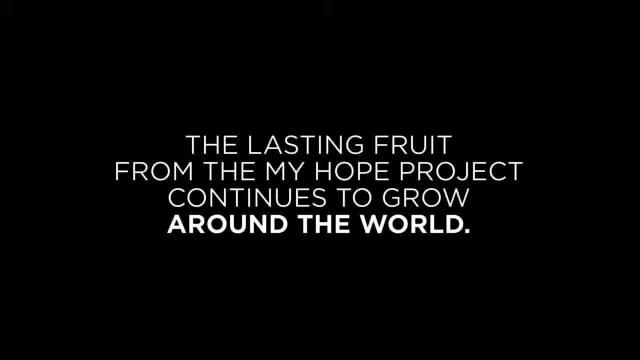 THE LASTING FRUIT
FROM THE MY HOPE PROJECT
CONTINUES TO GROW
AROUND THE WORLD.